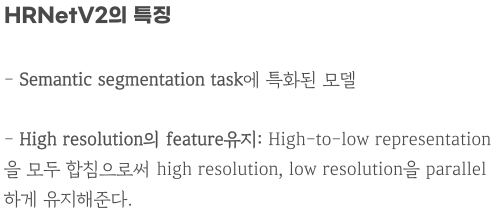 HRNetV2의 특징
- Semantic segmentation task에 특화된 모델
- High resolution의 feature유지: High-to-low representation
을 모두 합침으로써 high resolution, low resolution을 parallel
하게 유지해준다.